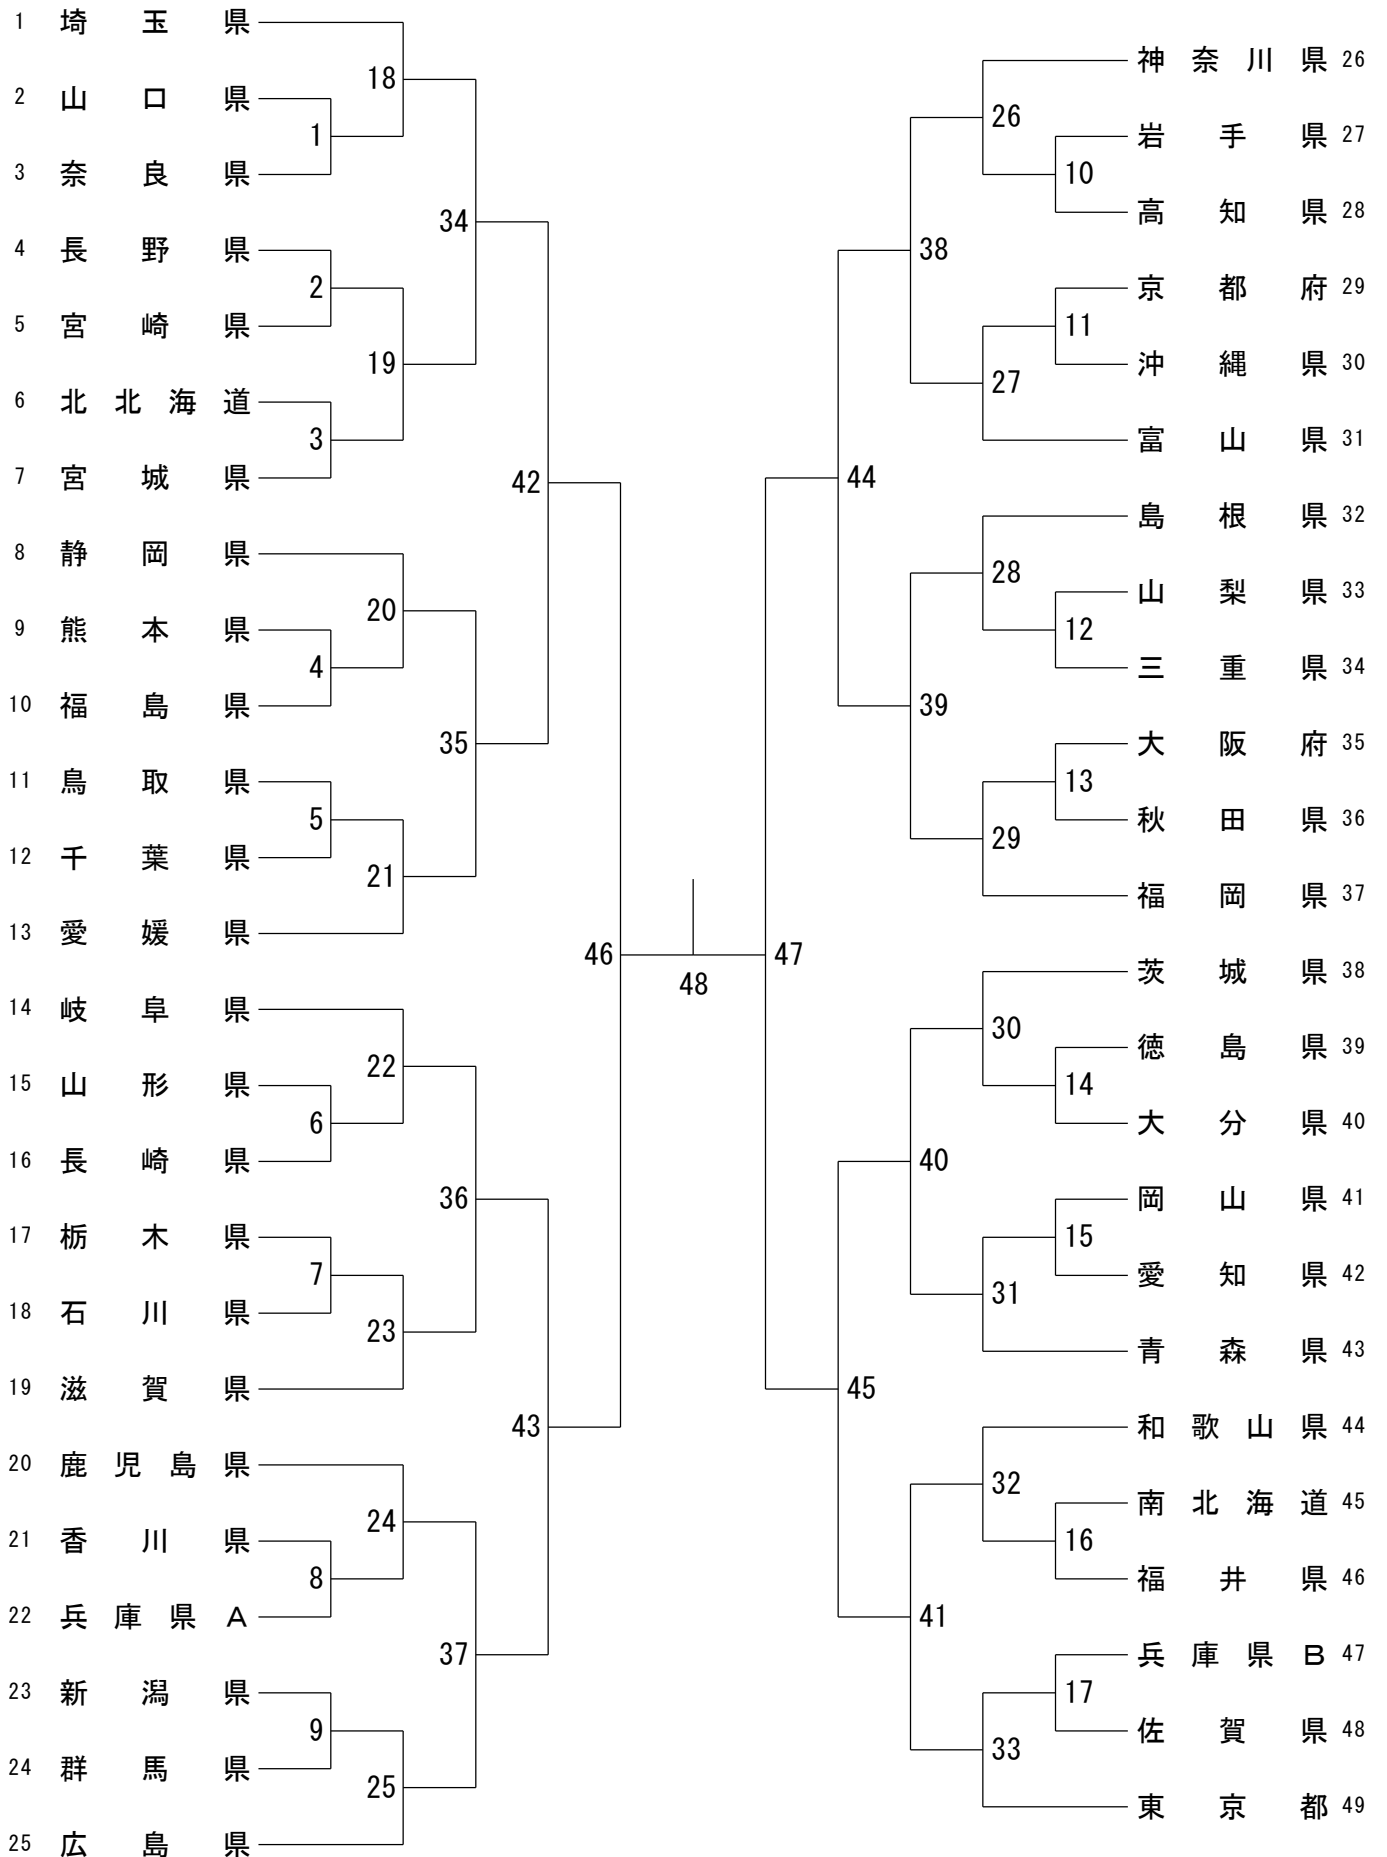 1 埼玉県
2 山口県
3 奈良県
4 長野県
5 宮崎県
6 北北海道
7 宮城県
8 静岡県
9 熊本県
10 福島県
11 鳥取県
12 千葉県
13 愛媛県
14 岐阜県
15 山形県
16 長崎県
17 栃木県
18 石川県
19 滋賀県
20 鹿児島県
21 香川県
22 兵庫県A
23 新潟県
24 群馬県
25 広島県
1
2
3
4
5
6
7
8
9
18
19
20
21
22
23
24
25
34
35
36
37
42
43
46
48
47
44
45
38
39
40
41
26
27
28
29
30
31
32
33
10
11
12
13
14
15
16
17
神奈川県 26
岩手県 27
高知県 28
京都府 29
沖縄県 30
富山県 31
島根県 32
山梨県 33
三重県 34
大阪府 35
秋田県 36
福岡県 37
茨城県 38
徳島県 39
大分県 40
岡山県 41
愛知県 42
青森県 43
和歌山県 44
南北海道 45
福井県 46
兵庫県B 47
佐賀県 48
東京都 49